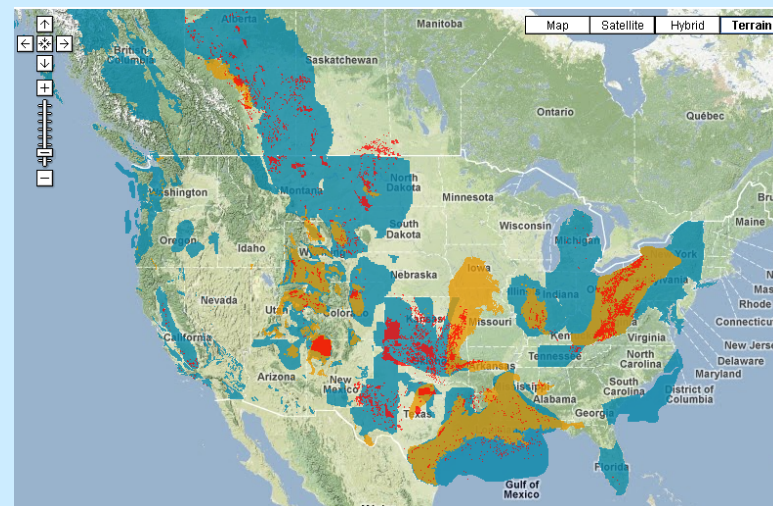 Alberta
Manitoba
Map
Satellite
Hybrid
Terrain
British
Columbia
Saskatchewan
Ontario
Québec
Washington
Montana
North
Dakota
Minnesota
Bru
Maine
Oregon
Idaho
South
Dakota
Wisconsin
Michigan
York
N
Mas
Rhode
Connecticut
New Jerse
Delaware
Maryland
District of
Columbia
Nebraska
Iowa
Illinois
Indiana
Nevada
Utah
Colorado
Kansas
Missouri
Ken
Virginia
California
Tennessee
North
Carolina
Arizona
New
Mexico
Arkansas
South
Carolina
Alabama
Georgia
Texas
Florida
Gulf of
Mexico